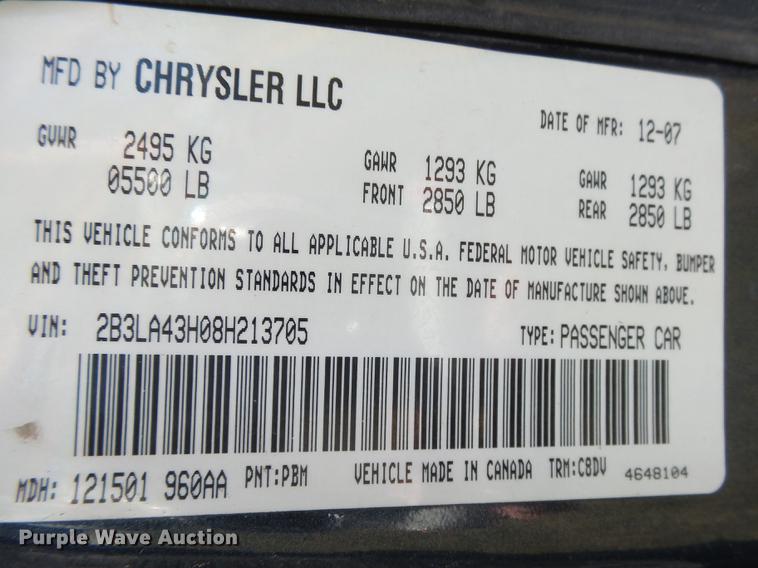 MFD BY CHRYSLER LLC
DATE OF MFR: 12-07
GVWR 2495 KG
05500 LB
GAWR 1293 KG
FRONT 2850 LB
GAWR 1293 KG
REAR 2850 LB
THIS VEHICLE CONFORMS TO ALL APPLICABLE U.S.A. FEDERAL MOTOR VEHICLE SAFETY, BUMPER
AND THEFT PREVENTION STANDARDS IN EFFECT ON THE DATE OF MANUFACTURE SHOWN ABOVE.
VIN: 2B3LA43H08H213705 TYPE: PASSENGER CAR
MDH: 121501 960AA PNT:PBM VEHICLE MADE IN CANADA TRM:C8DV 4648104
Purple Wave Auction